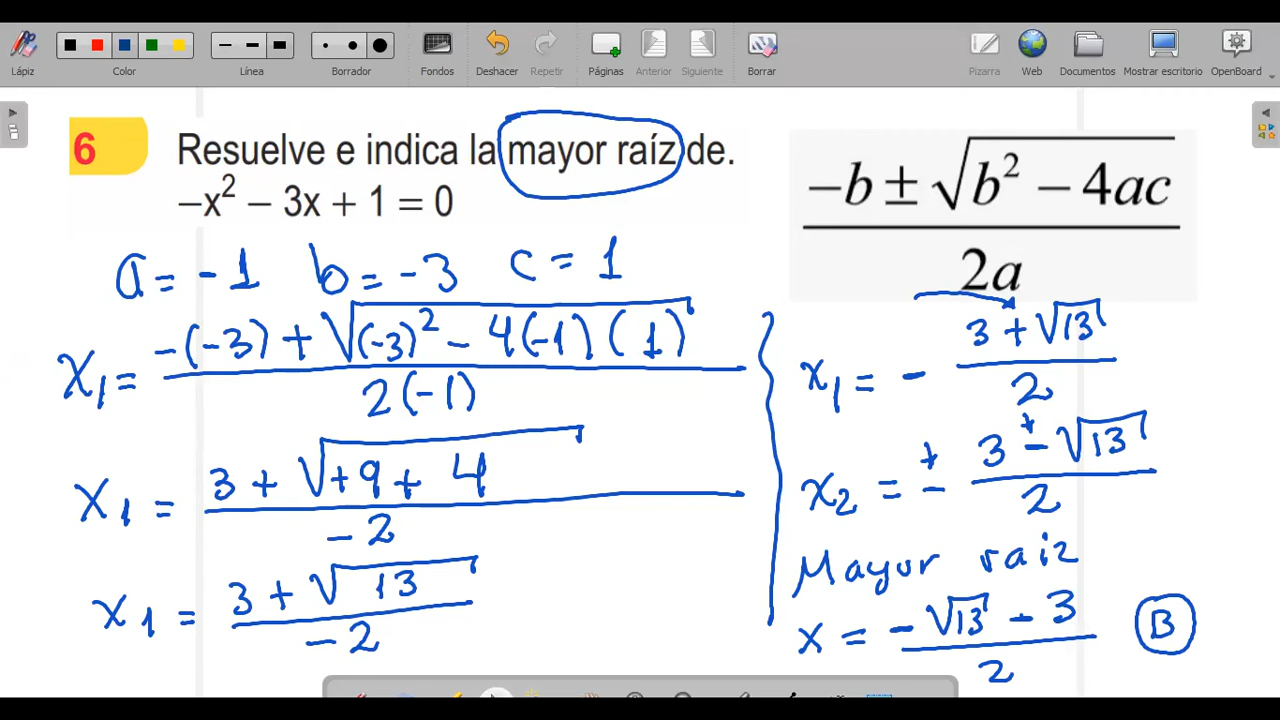 Lápiz Color Línea Borrador Fondos Deshacer Repetir Páginas Anterior Siguiente Borrar Pizarra Web Documentos Mostrar escritorio OpenBoard
6 Resuelve e indica la mayor raíz de.
−x² − 3x + 1 = 0
−b ± √(b² − 4ac) / 2a
a = -1 b = -3 c = 1
x₁ = -(-3) + √((-3)² - 4(-1)(1)) / 2(-1)
x₁ = 3 + √(+9 + 4) / -2
x₁ = 3 + √13 / -2
x₁ = - 3 + √13 / 2
x₂ = ± 3 ± √13 / 2
Mayor raiz
x = -√13 - 3 / 2 B